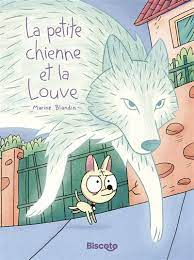 La petite
chienne
et la
Louve
Marine Blandin
Biscoto